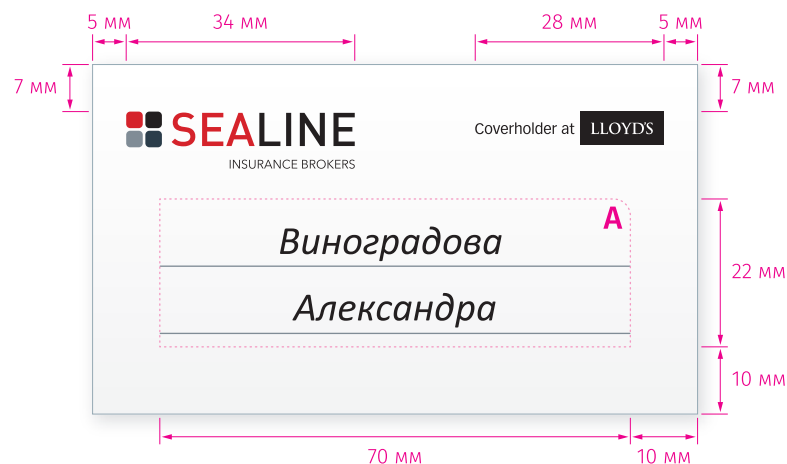 5 мм 34 мм 28 мм 5 мм
7 мм 7 мм
SEALINE
INSURANCE BROKERS
Coverholder at LLOYD'S
A
Виноградова
Александра
22 мм
10 мм
70 мм 10 мм